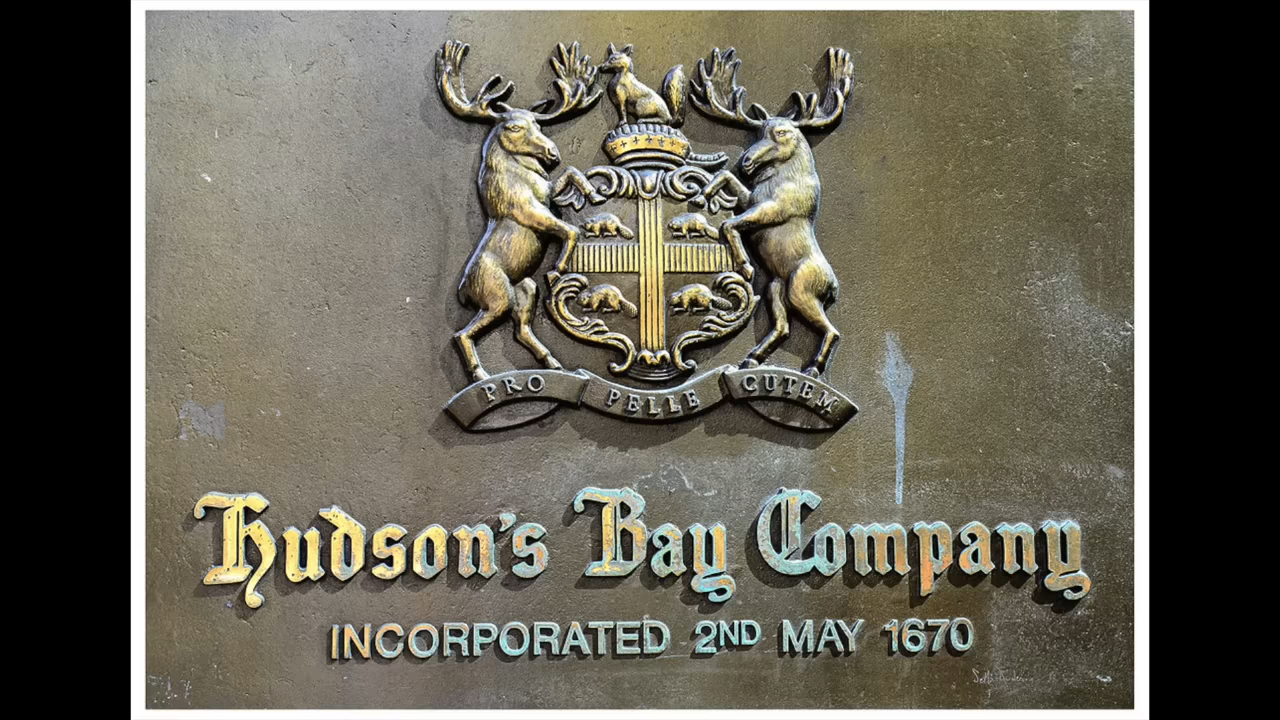 PRO PELLE CUTEM
Hudson's Bay Company
INCORPORATED 2ND MAY 1670